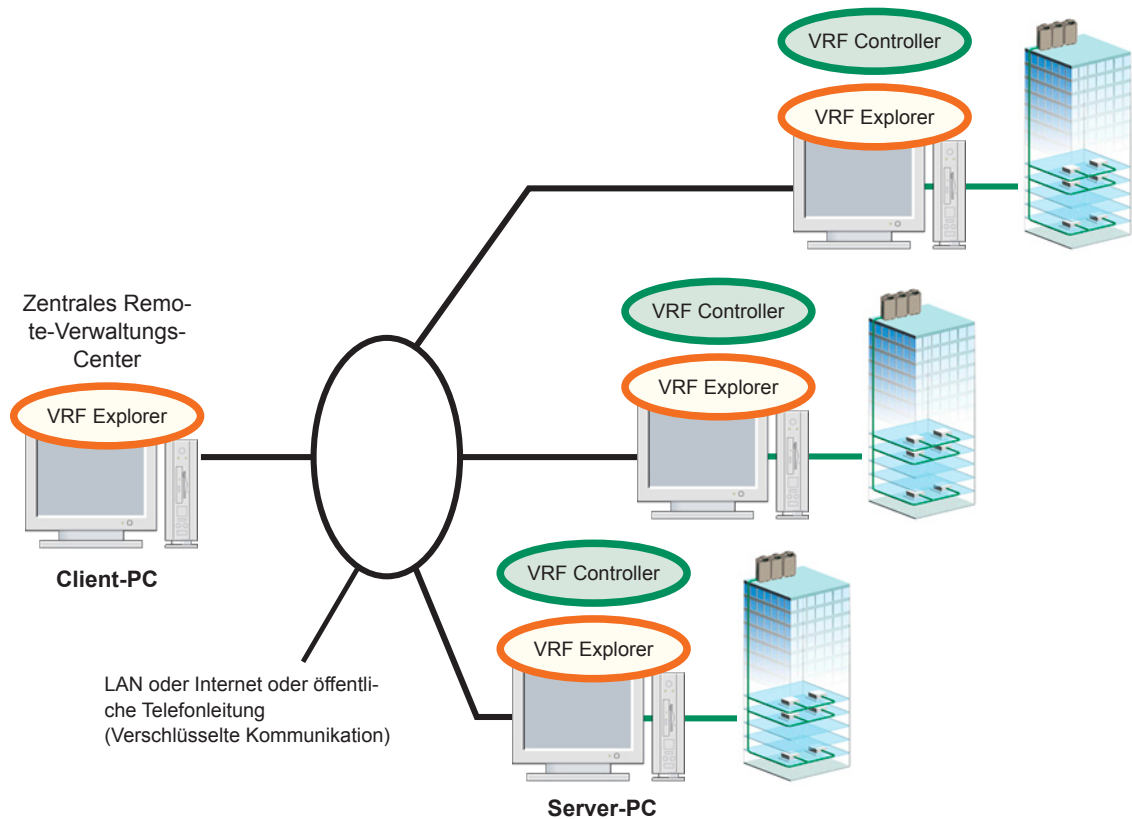 VRF Controller
VRF Explorer
Zentrales Remo-
te-Verwaltungs-
Center
VRF Explorer
Client-PC
VRF Controller
VRF Explorer
VRF Controller
VRF Explorer
LAN oder Internet oder öffentli-
che Telefonleitung
(Verschlüsselte Kommunikation)
Server-PC